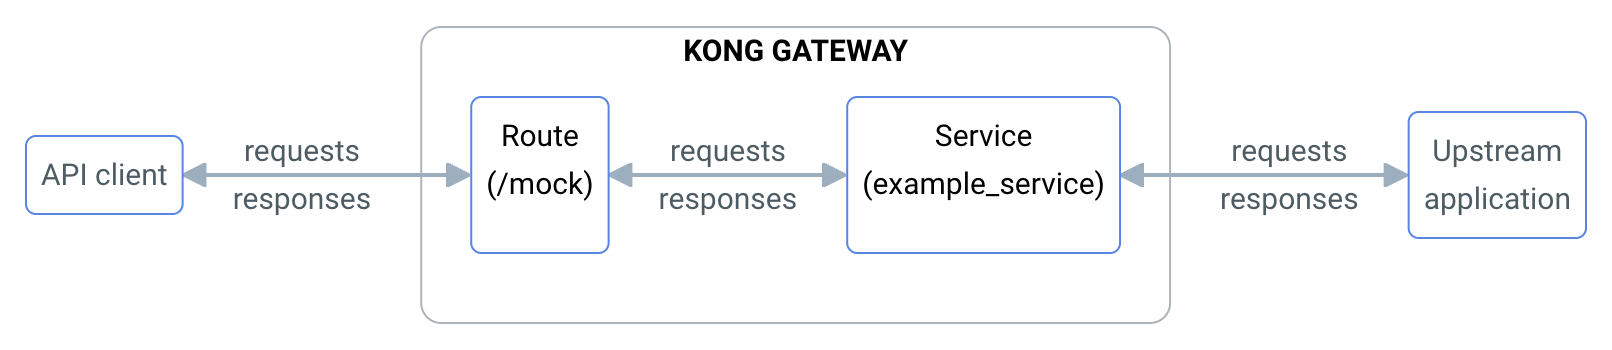 KONG GATEWAY
API client
requests
responses
Route
(/mock)
requests
responses
Service
(example_service)
requests
responses
Upstream
application